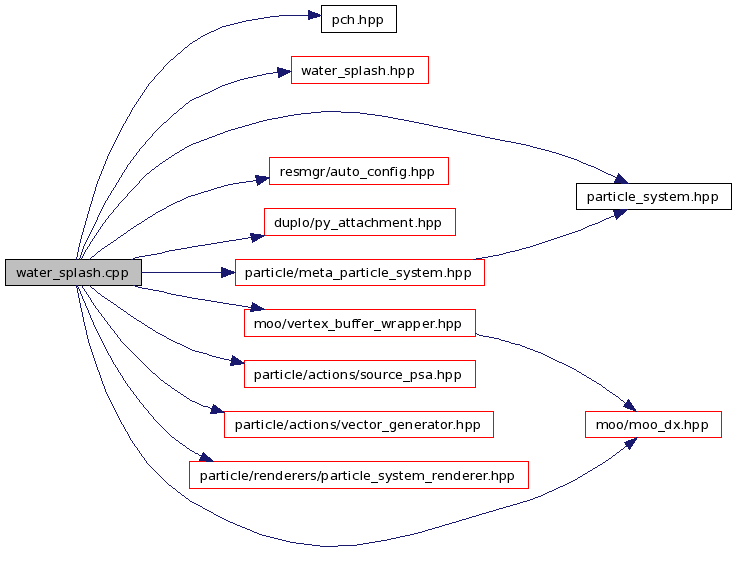 pch.hpp
water_splash.hpp
resmgr/auto_config.hpp
particle_system.hpp
duplo/py_attachment.hpp
water_splash.cpp
particle/meta_particle_system.hpp
moo/vertex_buffer_wrapper.hpp
particle/actions/source_psa.hpp
particle/actions/vector_generator.hpp
moo/moo_dx.hpp
particle/renderers/particle_system_renderer.hpp